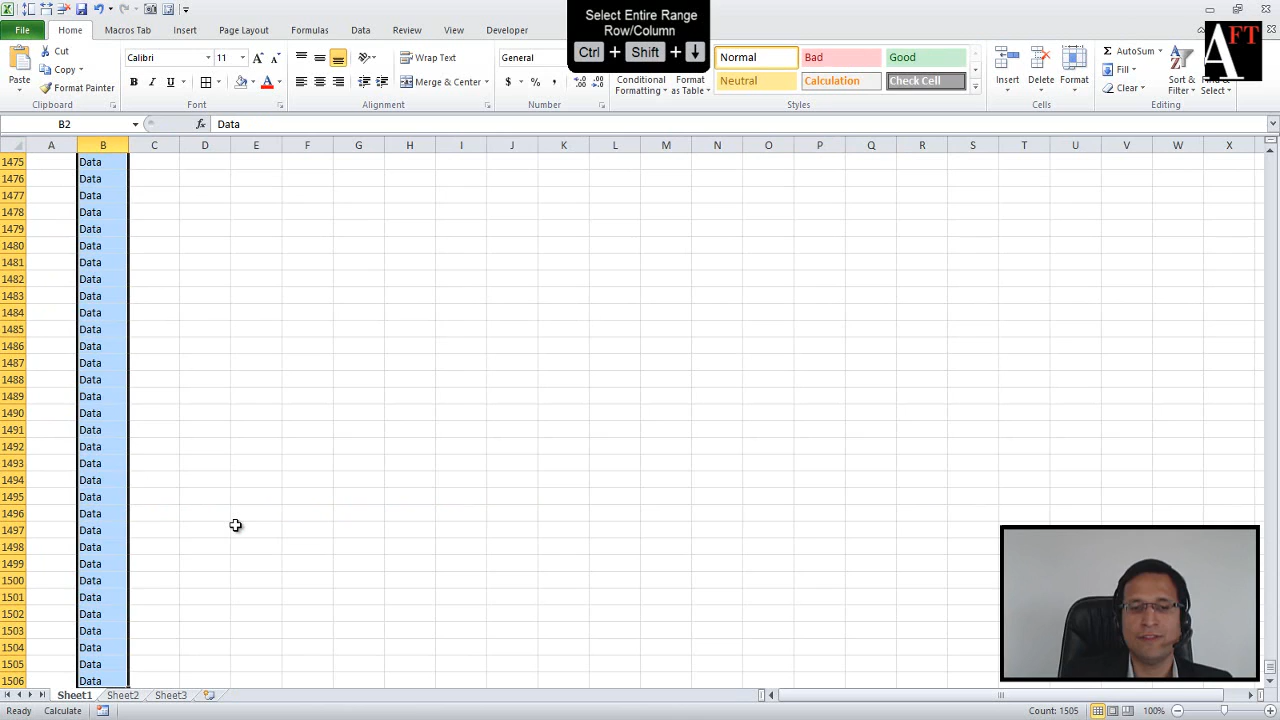 Select Entire Range
Row/Column
Ctrl + Shift + ↓
AFT
File Home Macros Tab Insert Page Layout Formulas Data Review View Developer
Paste
Cut
Copy
Format Painter
Clipboard
Calibri 11
B I U
Font
Wrap Text
Merge & Center
Alignment
General
% ,
Number
Conditional Formatting
Format as Table
Normal Bad Good
Neutral Calculation Check Cell
Styles
Insert Delete Format
Cells
Σ AutoSum
Fill
Clear
Sort & Filter
Find & Select
Editing
B2 fx Data
A B C D E F G H I J K L M N O P Q R S T U V W X
1475 Data
1476 Data
1477 Data
1478 Data
1479 Data
1480 Data
1481 Data
1482 Data
1483 Data
1484 Data
1485 Data
1486 Data
1487 Data
1488 Data
1489 Data
1490 Data
1491 Data
1492 Data
1493 Data
1494 Data
1495 Data
1496 Data
1497 Data
1498 Data
1499 Data
1500 Data
1501 Data
1502 Data
1503 Data
1504 Data
1505 Data
1506 Data
Sheet1 Sheet2 Sheet3
Ready Calculate Count: 1505 100%